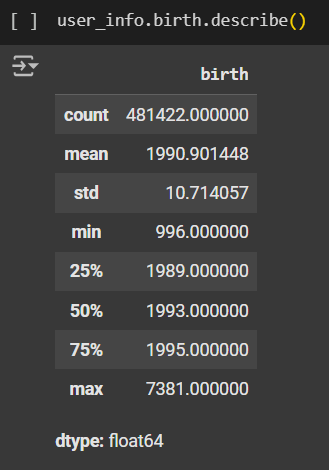 [ ] user_info.birth.describe()
birth
count 481422.000000
mean 1990.901448
std 10.714057
min 996.000000
25% 1989.000000
50% 1993.000000
75% 1995.000000
max 7381.000000
dtype: float64